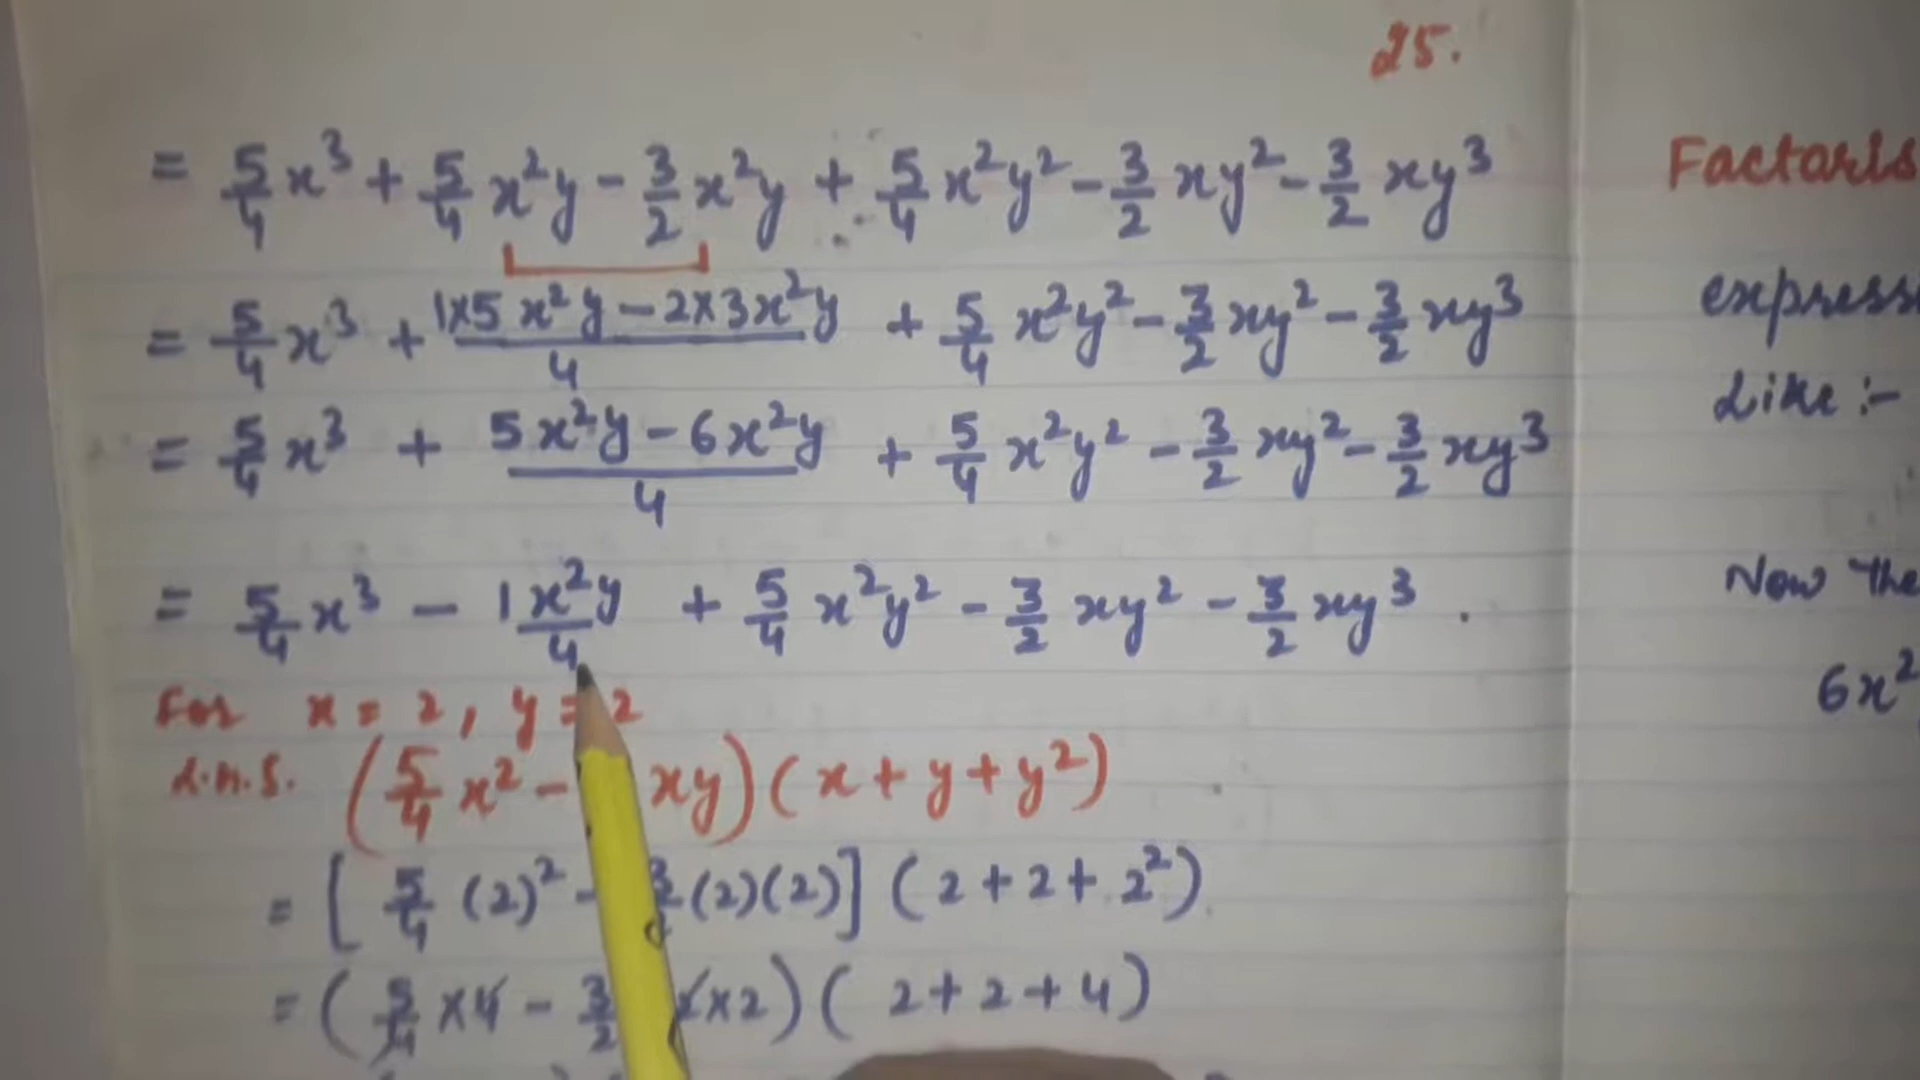 25.
= 5/4 x³ + 5/4 x²y - 3/2 x²y + 5/4 x²y² - 3/2 xy² - 3/2 xy³
= 5/4 x³ + (1×5 x²y - 2×3x²y)/4 + 5/4 x²y² - 3/2 xy² - 3/2 xy³
= 5/4 x³ + (5x²y - 6x²y)/4 + 5/4 x²y² - 3/2 xy² - 3/2 xy³
= 5/4 x³ - 1x²y/4 + 5/4 x²y² - 3/2 xy² - 3/2 xy³ .
For x = 2, y = 2
L.H.S. (5/4 x² - xy) (x + y + y²)
= [5/4 (2)² - 3/2 (2)(2)] (2 + 2 + 2²)
= (5/4 × 4 - 3/2 × 2 × 2) (2 + 2 + 4)
Factoris
express
Like :-
Now the
6x²